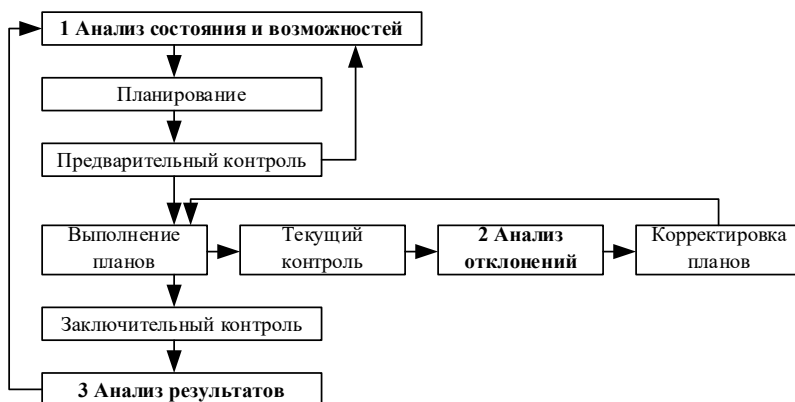 1 Анализ состояния и возможностей
Планирование
Предварительный контроль
Выполнение
планов
Текущий
контроль
2 Анализ
отклонений
Корректировка
планов
Заключительный контроль
3 Анализ результатов